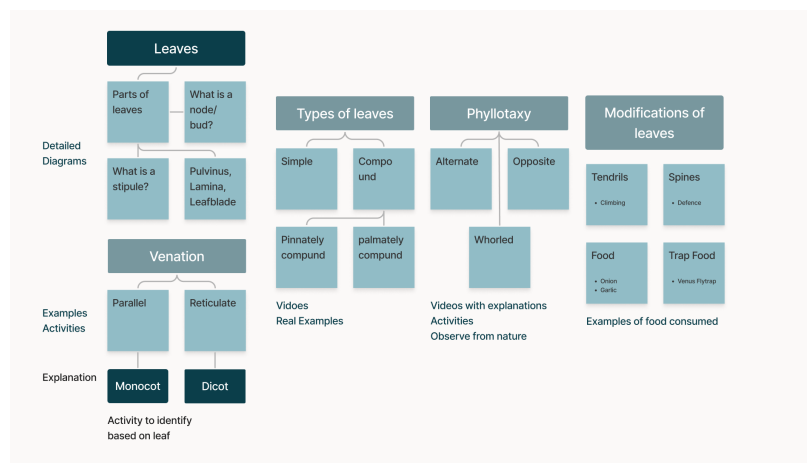 Leaves
Parts of
leaves
What is a
node/
bud?
Detailed
Diagrams
What is a
stipule?
Pulvinus,
Lamina,
Leafblade
Venation
Parallel
Reticulate
Examples
Activities
Explanation
Monocot
Dicot
Activity to identify
based on leaf
Types of leaves
Simple
Compo
und
Pinnately
compund
palmately
compund
Vidoes
Real Examples
Phyllotaxy
Alternate
Opposite
Whorled
Videos with explanations
Activities
Observe from nature
Modifications of
leaves
Tendrils
• Climbing
Spines
• Defence
Food
• Onion
• Garlic
Trap Food
• Venus Flytrap
Examples of food consumed